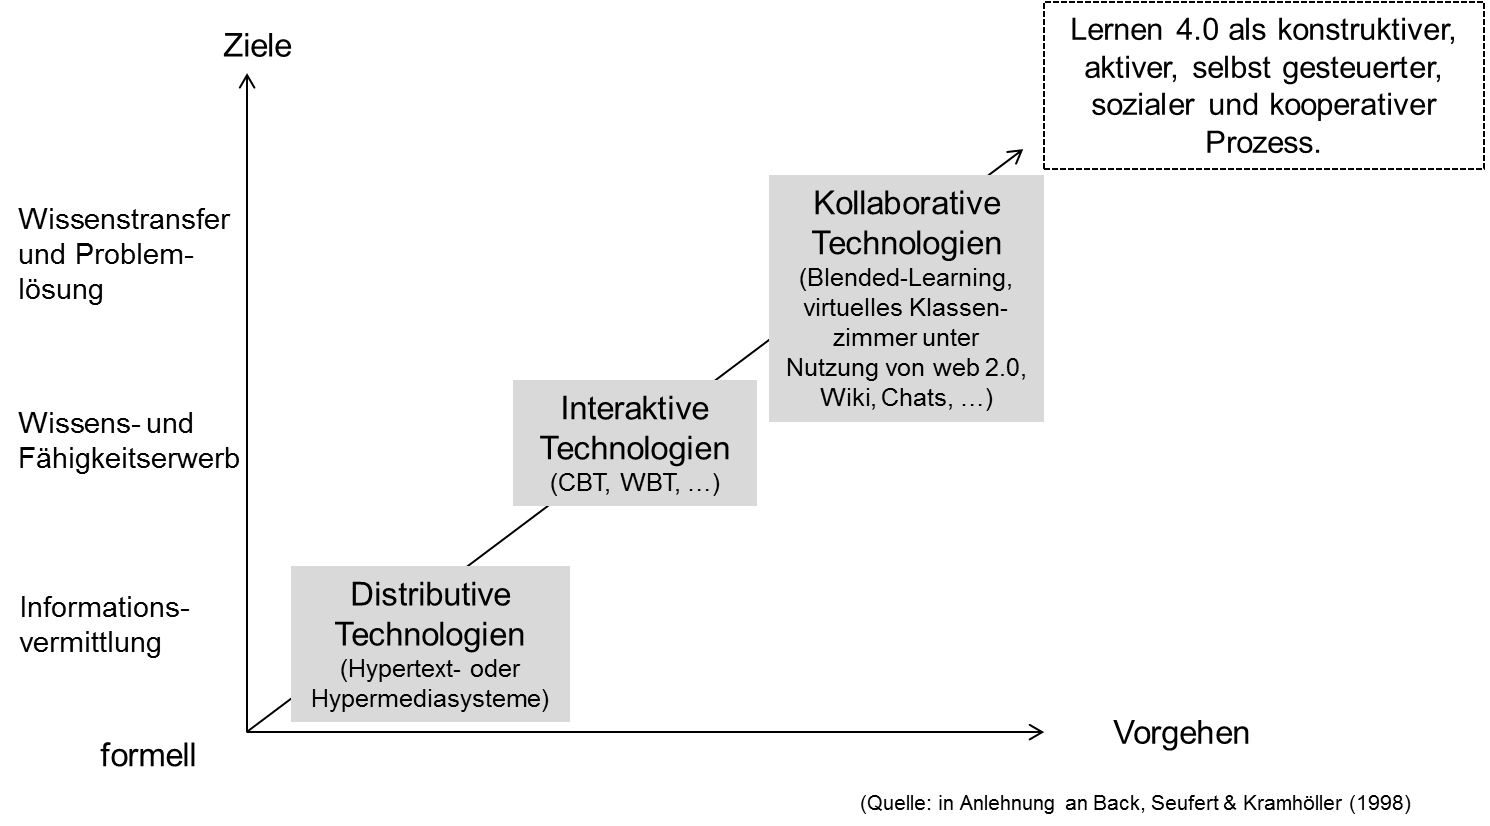 Ziele
Lernen 4.0 als konstruktiver,
aktiver, selbst gesteuerter,
sozialer und kooperativer
Prozess.
Wissenstransfer
und Problem-
lösung
Kollaborative
Technologien
(Blended-Learning,
virtuelles Klassen-
zimmer unter
Nutzung von web 2.0,
Wiki, Chats, …)
Wissens- und
Fähigkeitserwerb
Interaktive
Technologien
(CBT, WBT, …)
Informations-
vermittlung
Distributive
Technologien
(Hypertext- oder
Hypermediasysteme)
formell
Vorgehen
(Quelle: in Anlehnung an Back, Seufert & Kramhöller (1998)